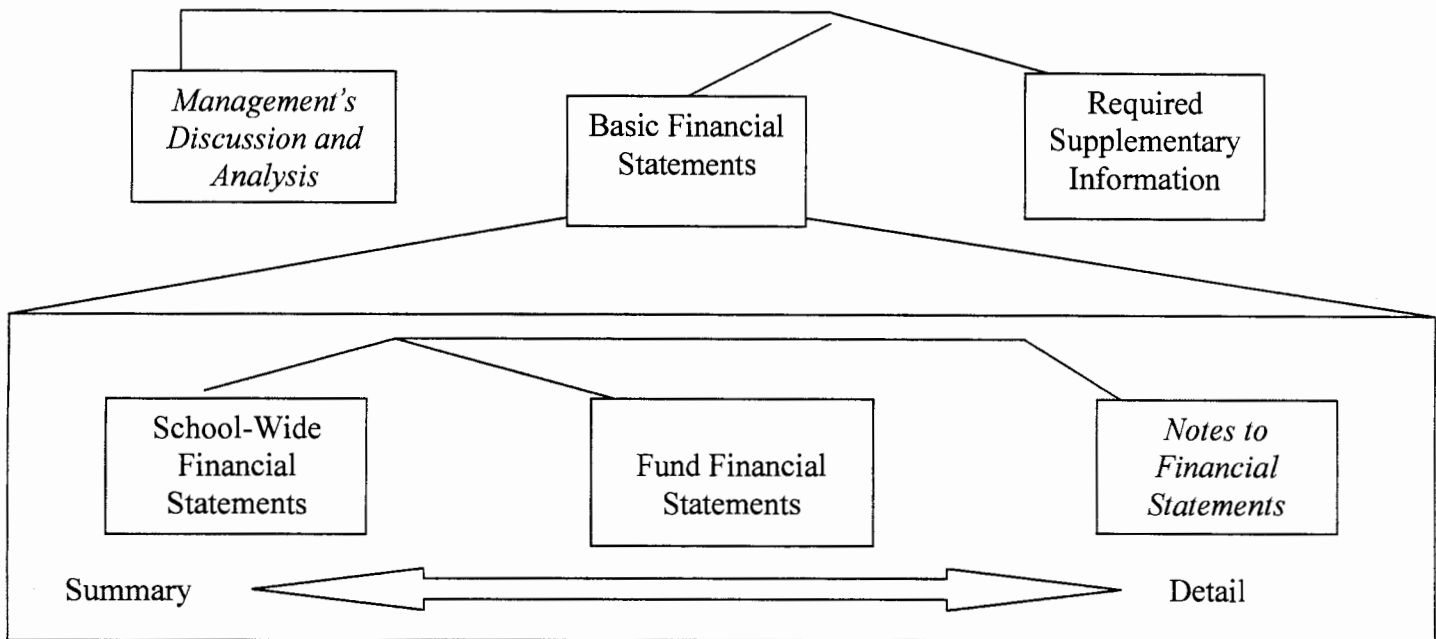 Management's
Discussion and
Analysis
Basic Financial
Statements
Required
Supplementary
Information
School-Wide
Financial
Statements
Fund Financial
Statements
Notes to
Financial
Statements
Summary
Detail